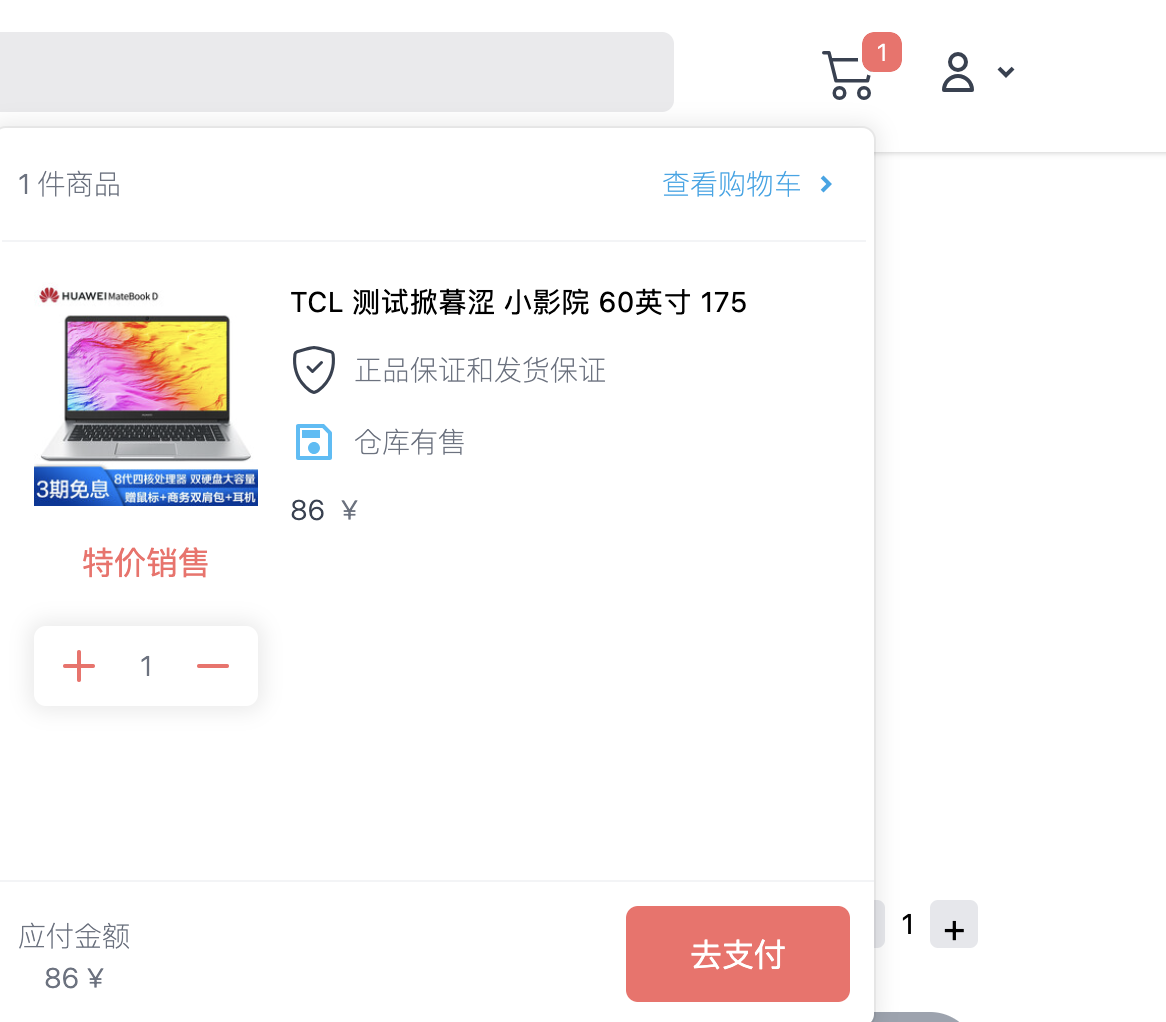 1
1 件商品
查看购物车
HUAWEI MateBook D
TCL 测试掀暮涩 小影院 60英寸 175
正品保证和发货保证
仓库有售
3期免息
8代四核处理器 双硬盘大容量
赠鼠标+商务双肩包+耳机
86 ¥
特价销售
+ 1 −
1 +
应付金额
86 ¥
去支付